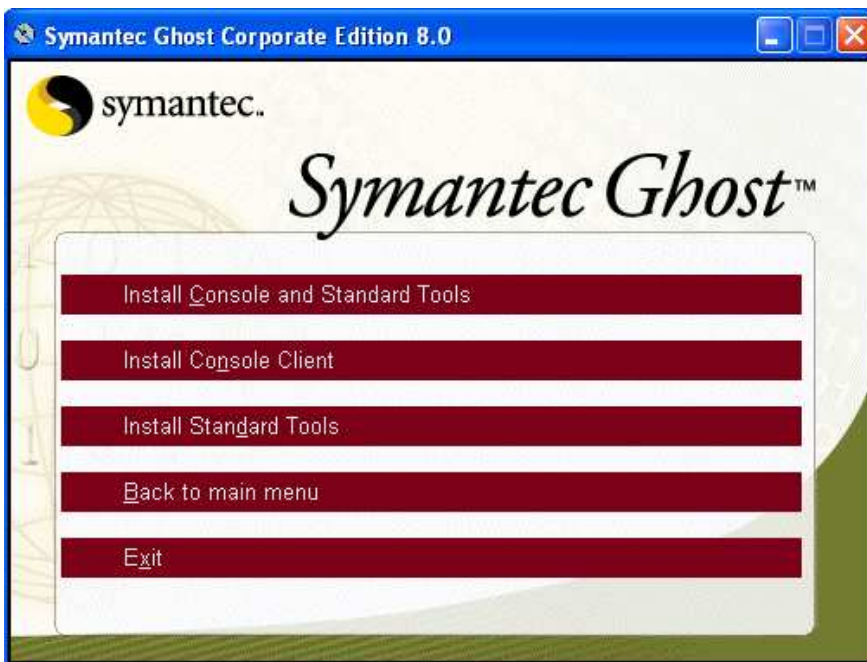 Symantec Ghost Corporate Edition 8.0
symantec™
Symantec Ghost™
Install Console and Standard Tools
Install Console Client
Install Standard Tools
Back to main menu
Exit